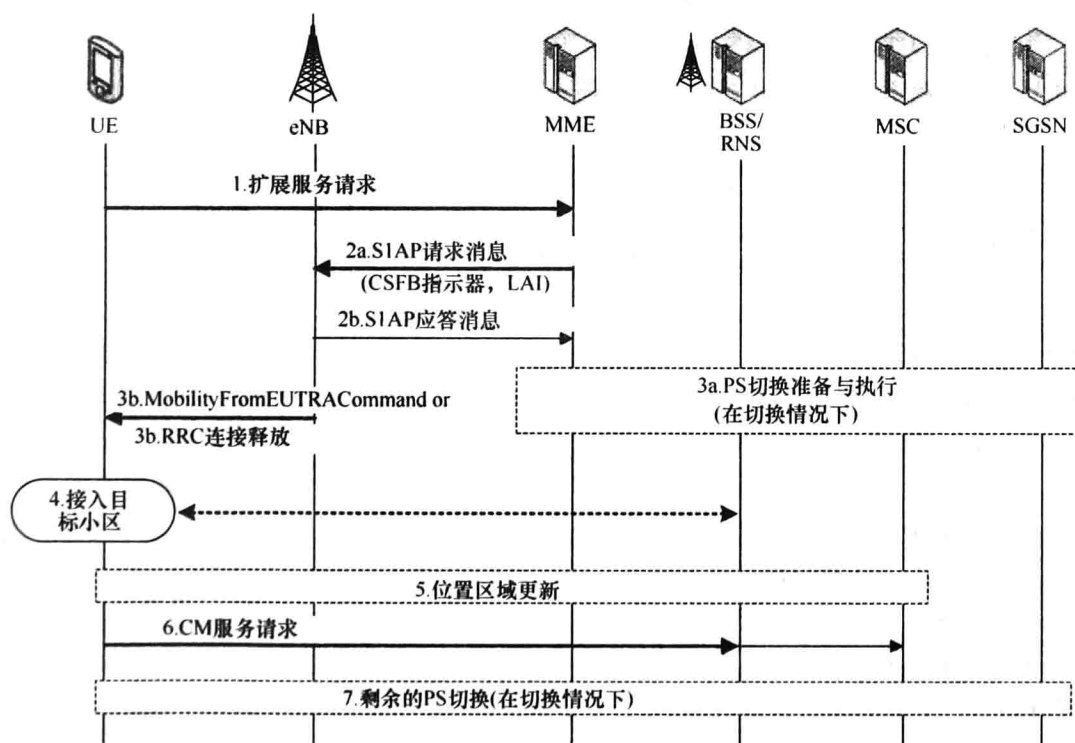 UE
eNB
MME
BSS/
RNS
MSC
SGSN
1.扩展服务请求
2a.S1AP请求消息
(CSFB指示器，LAI)
2b.S1AP应答消息
3a.PS切换准备与执行
(在切换情况下)
3b.MobilityFromEUTRACommand or
3b.RRC连接释放
4.接入目
标小区
5.位置区域更新
6.CM服务请求
7.剩余的PS切换(在切换情况下)